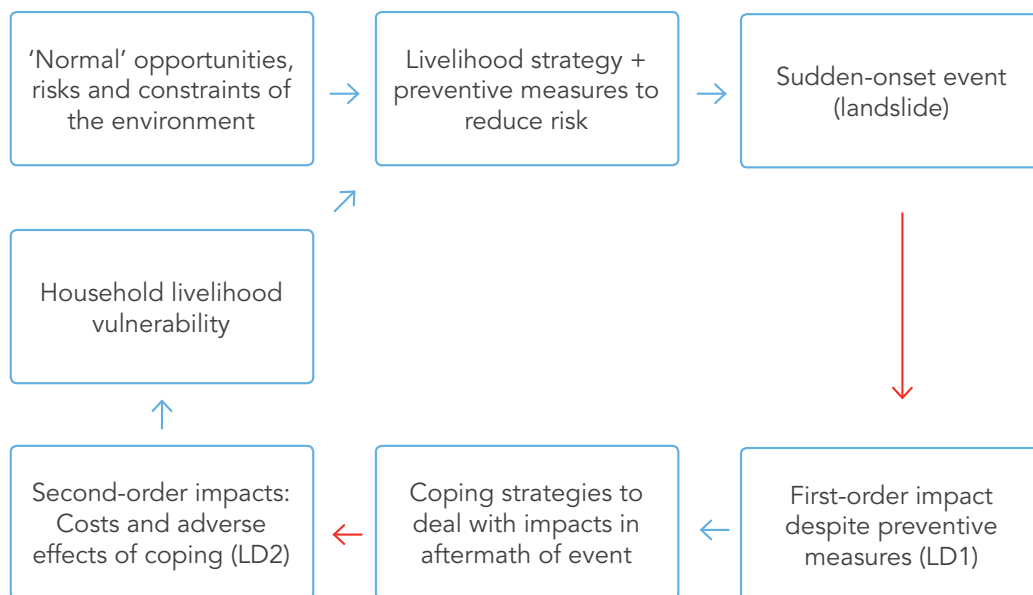 ‘Normal’ opportunities,
risks and constraints of
the environment
Livelihood strategy +
preventive measures to
reduce risk
Sudden-onset event
(landslide)
Household livelihood
vulnerability
Second-order impacts:
Costs and adverse
effects of coping (LD2)
Coping strategies to
deal with impacts in
aftermath of event
First-order impact
despite preventive
measures (LD1)